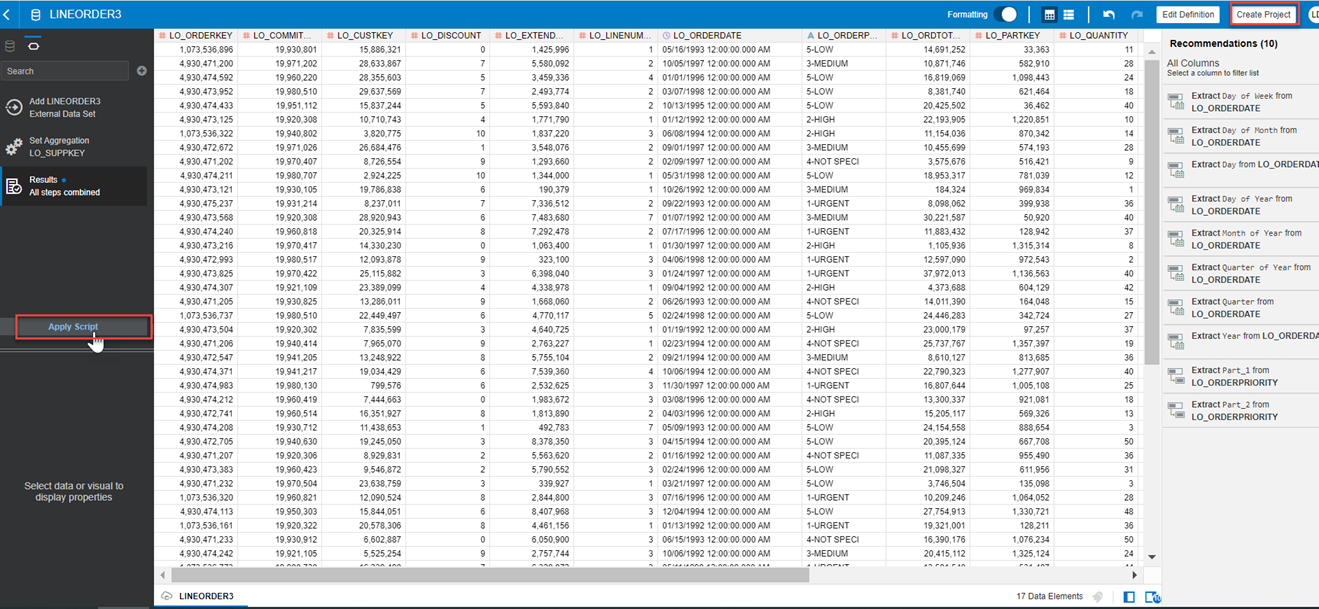 LINEORDER3
Formatting
Edit Definition
Create Project
LD
Search
Add LINEORDER3
External Data Set
Set Aggregation
LO_SUPPKEY
Results
All steps combined
Apply Script
Select data or visual to
display properties
LO_ORDERKEY LO_COMMIT... LO_CUSTKEY LO_DISCOUNT LO_EXTEND... LO_LINENUM... LO_ORDERDATE A LO_ORDERP... LO_ORDTOT... LO_PARTKEY LO_QUANTITY
1,073,536,896 19,930,801 15,886,321 0 1,425,996 1 05/16/1993 12:00:00.000 AM 5-LOW 14,691,252 33,363 11
4,930,471,200 19,971,202 28,633,867 7 5,580,092 2 10/05/1997 12:00:00.000 AM 3-MEDIUM 10,871,746 582,910 28
4,930,474,592 19,960,220 28,355,603 5 3,459,336 4 01/01/1996 12:00:00.000 AM 5-LOW 16,819,069 1,098,443 24
4,930,473,952 19,980,510 29,637,569 7 2,493,774 2 03/07/1998 12:00:00.000 AM 5-LOW 8,381,740 621,464 18
4,930,474,433 19,951,112 15,837,244 5 5,593,840 2 10/13/1995 12:00:00.000 AM 5-LOW 20,425,502 36,462 40
4,930,473,125 19,920,308 10,710,743 4 1,771,790 1 01/12/1992 12:00:00.000 AM 2-HIGH 22,193,905 1,220,851 10
1,073,536,322 19,940,802 3,820,775 10 1,837,220 3 06/08/1994 12:00:00.000 AM 2-HIGH 11,154,036 870,342 14
4,930,472,672 19,971,026 26,684,476 1 3,548,076 2 09/01/1997 12:00:00.000 AM 3-MEDIUM 10,455,699 574,193 28
4,930,471,202 19,970,407 8,726,554 9 1,293,660 2 02/09/1997 12:00:00.000 AM 4-NOT SPECI 3,575,676 516,421 9
4,930,474,211 19,980,707 2,924,225 10 1,344,000 1 05/31/1998 12:00:00.000 AM 5-LOW 18,953,317 781,039 12
4,930,473,121 19,930,105 19,786,838 6 190,379 1 10/26/1992 12:00:00.000 AM 3-MEDIUM 184,324 969,834 1
4,930,475,237 19,931,214 8,237,011 7 7,336,512 2 09/22/1993 12:00:00.000 AM 1-URGENT 8,098,062 399,938 36
4,930,473,568 19,920,308 28,920,943 6 7,483,680 7 01/07/1992 12:00:00.000 AM 3-MEDIUM 30,221,587 50,920 40
4,930,474,240 19,960,818 20,325,914 8 7,292,478 2 07/17/1996 12:00:00.000 AM 1-URGENT 11,883,432 128,942 37
4,930,473,216 19,970,417 14,330,230 0 1,063,400 1 01/30/1997 12:00:00.000 AM 2-HIGH 1,105,936 1,315,314 8
4,930,472,993 19,980,517 12,093,878 9 323,100 3 04/06/1998 12:00:00.000 AM 1-URGENT 12,597,090 972,543 2
4,930,473,825 19,970,422 25,115,882 3 6,398,040 3 01/24/1997 12:00:00.000 AM 1-URGENT 37,972,013 1,136,563 40
4,930,474,307 19,921,109 23,389,099 4 4,338,978 1 09/04/1992 12:00:00.000 AM 2-HIGH 4,373,688 604,129 42
4,930,471,205 19,930,825 13,286,011 9 1,668,060 2 06/26/1993 12:00:00.000 AM 4-NOT SPECI 14,011,390 164,048 15
1,073,536,737 19,980,510 22,449,497 6 4,770,117 5 02/24/1998 12:00:00.000 AM 5-LOW 24,446,283 342,724 27
4,930,473,504 19,920,302 7,835,599 3 4,640,725 1 01/19/1992 12:00:00.000 AM 2-HIGH 23,000,179 97,257 37
4,930,471,206 19,940,414 7,965,070 9 2,763,227 1 02/23/1994 12:00:00.000 AM 4-NOT SPECI 25,737,767 1,357,397 19
4,930,472,547 19,941,205 13,248,922 8 5,755,104 2 09/21/1994 12:00:00.000 AM 3-MEDIUM 8,610,127 813,685 36
4,930,474,371 19,941,217 19,034,429 6 7,539,360 4 10/06/1994 12:00:00.000 AM 4-NOT SPECI 22,790,323 1,277,907 40
4,930,474,983 19,980,130 799,576 6 2,532,625 3 11/30/1997 12:00:00.000 AM 1-URGENT 16,807,644 1,005,108 25
4,930,474,212 19,960,419 7,444,663 0 1,983,672 3 03/08/1996 12:00:00.000 AM 4-NOT SPECI 13,300,337 921,081 18
4,930,472,741 19,960,514 16,351,927 8 1,813,890 2 04/03/1996 12:00:00.000 AM 2-HIGH 15,205,117 569,326 13
4,930,474,208 19,930,712 11,438,653 1 492,783 7 05/09/1993 12:00:00.000 AM 5-LOW 24,154,558 888,654 3
4,930,472,705 19,940,630 19,245,050 3 8,378,350 3 04/15/1994 12:00:00.000 AM 5-LOW 20,395,124 667,708 50
4,930,471,207 19,920,306 8,929,831 2 5,563,620 2 01/16/1992 12:00:00.000 AM 4-NOT SPECI 11,087,335 955,490 36
4,930,473,383 19,960,423 9,546,872 2 5,790,552 3 02/24/1996 12:00:00.000 AM 5-LOW 21,098,327 611,956 31
4,930,471,232 19,970,504 23,638,759 3 339,927 1 03/21/1997 12:00:00.000 AM 5-LOW 3,746,504 135,098 3
1,073,536,320 19,960,821 12,090,524 8 2,844,800 3 07/16/1996 12:00:00.000 AM 1-URGENT 10,209,246 1,064,052 28
4,930,474,113 19,950,303 15,844,051 6 8,407,968 3 12/04/1994 12:00:00.000 AM 5-LOW 27,754,913 1,330,721 48
1,073,536,161 19,920,322 20,578,306 8 4,461,156 1 01/13/1992 12:00:00.000 AM 1-URGENT 19,321,001 128,211 36
4,930,471,233 19,930,912 6,602,887 0 6,050,900 3 06/15/1993 12:00:00.000 AM 4-NOT SPECI 16,390,176 1,076,234 50
4,930,474,242 19,921,105 5,525,254 9 2,757,744 3 10/06/1992 12:00:00.000 AM 3-MEDIUM 20,415,112 1,325,124 24
Recommendations (10)
All Columns
Select a column to filter list
Extract Day of Week from
LO_ORDERDATE
Extract Day of Month from
LO_ORDERDATE
Extract Day from LO_ORDERDAT
Extract Day of Year from
LO_ORDERDATE
Extract Month of Year from
LO_ORDERDATE
Extract Quarter of Year from
LO_ORDERDATE
Extract Quarter from
LO_ORDERDATE
Extract Year from LO_ORDERDA
Extract Part_1 from
LO_ORDERPRIORITY
Extract Part_2 from
LO_ORDERPRIORITY
LINEORDER3
17 Data Elements